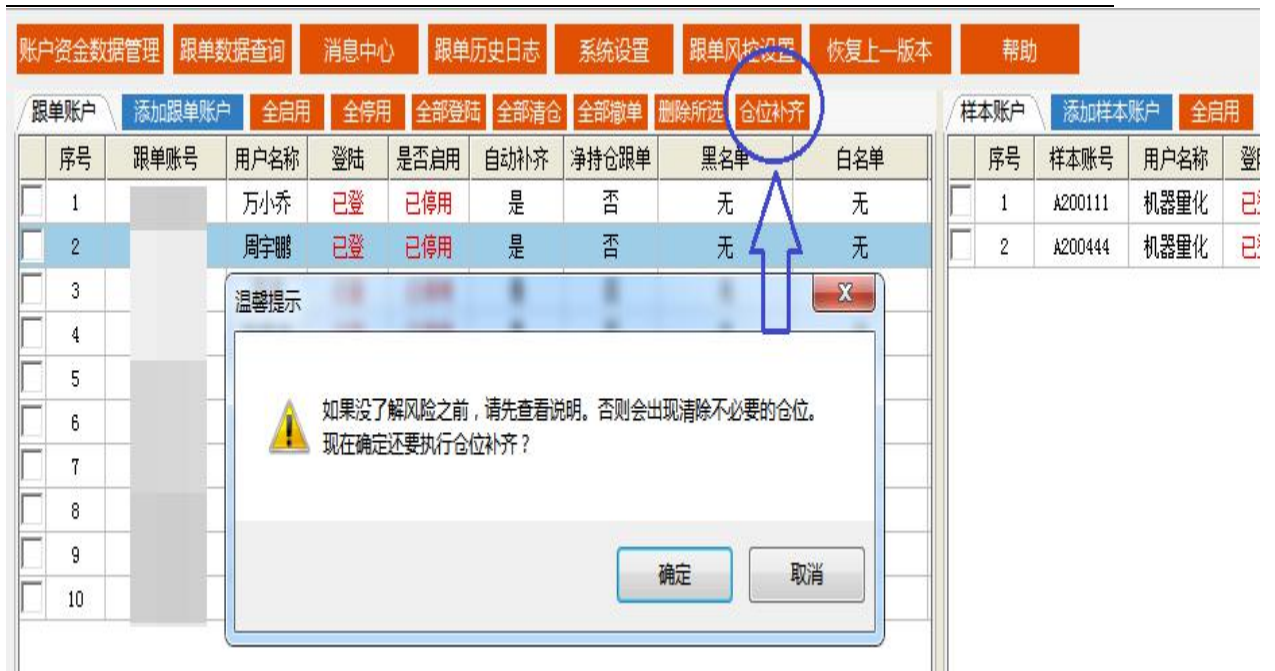 账户资金数据管理 跟单数据查询 消息中心 跟单历史日志 系统设置 跟单风控设置 恢复上一版本 帮助
跟单账户 添加跟单账户 全启用 全停用 全部登陆 全部清仓 全部撤单 删除所选 仓位补齐 样本账户 添加样本账户 全启用
序号 跟单账号 用户名称 登陆 是否启用 自动补齐 净持仓跟单 黑名单 白名单 序号 样本账号 用户名称
1 万小乔 已登 已停用 是 否 无 无 1 A200111 机器量化
2 周宇鹏 已登 已停用 是 否 无 无 2 A200444 机器量化
3
温馨提示
4
5
如果没了解风险之前，请先查看说明。否则会出现清除不必要的仓位。
6
现在确定还要执行仓位补齐？
7
8
9
确定 取消
10